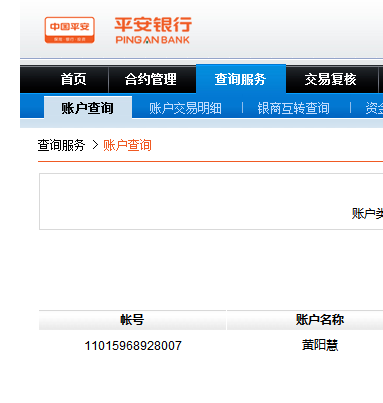 中国平安 平安银行
PINGAN BANK
首页 合约管理 查询服务 交易复核
账户查询 账户交易明细 银商互转查询 资金
查询服务 > 账户查询
账户类
帐号 账户名称
11015968928007 黄阳慧